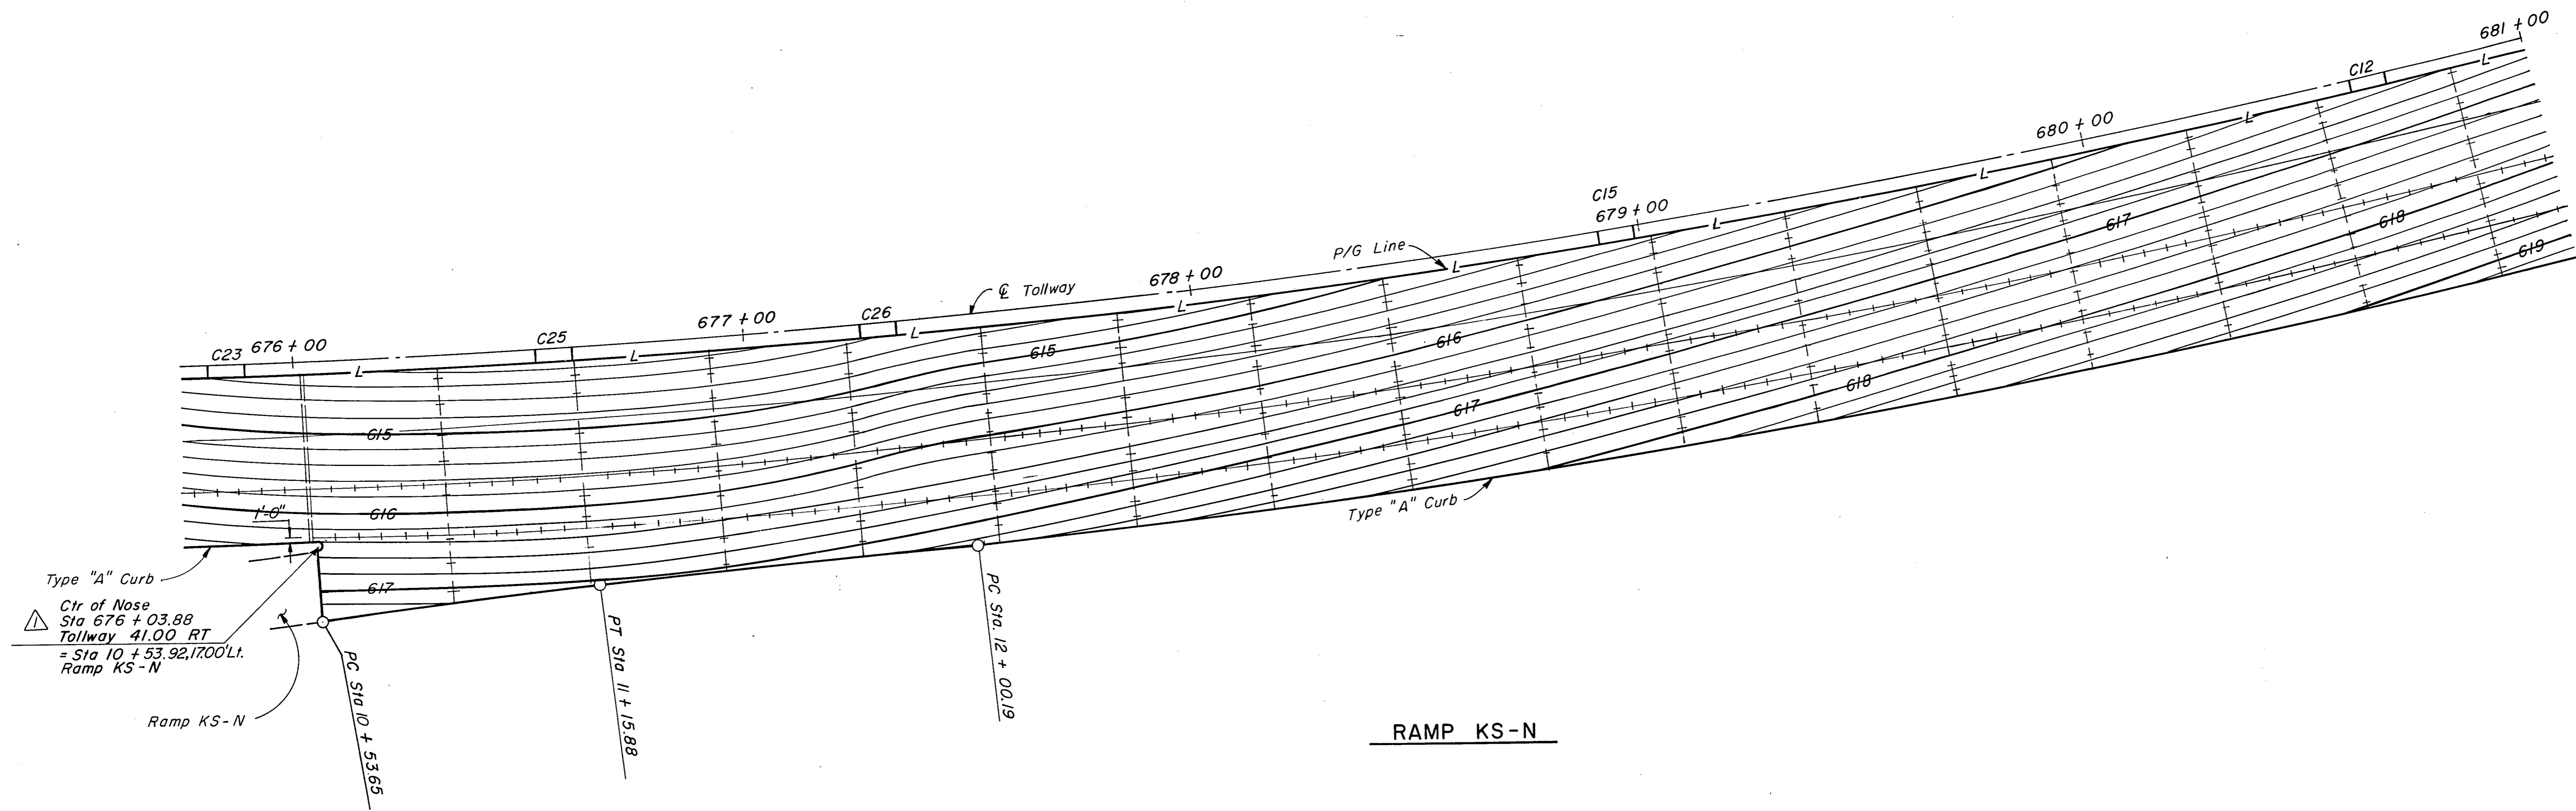 681 + 00
C12
680 + 00
C15
679 + 00
P/G Line
678 + 00
℄ Tollway
C26
677 + 00
C25
676 + 00
C23
L
L
L
L
L
L
L
L
L
615
615
616
616
617
617
617
618
618
619
1'-0"
Type "A" Curb
Type "A" Curb
1
Ctr of Nose
Sta 676 + 03.88
Tollway 41.00 RT
= Sta 10 + 53.92,17.00'Lt.
Ramp KS-N
Ramp KS-N
PC Sta 10 + 53.65
PT Sta 11 + 15.88
PC Sta. 12 + 00.19
RAMP KS-N